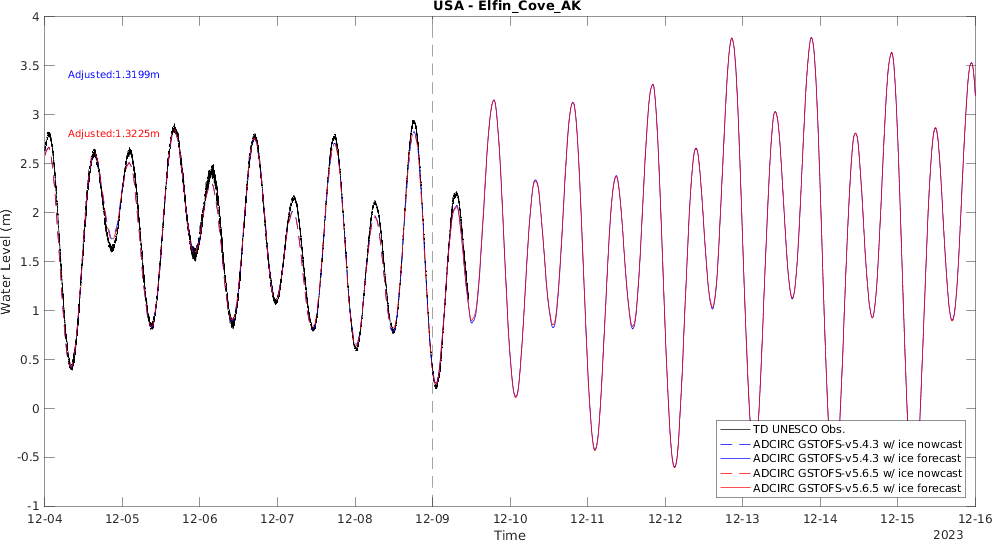 USA - Elfin_Cove_AK
4
3.5
3
2.5
2
1.5
1
0.5
0
-0.5
-1
Water Level (m)
Adjusted:1.3199m
Adjusted:1.3225m
TD UNESCO Obs.
ADCIRC GSTOFS-v5.4.3 w/ ice nowcast
ADCIRC GSTOFS-v5.4.3 w/ ice forecast
ADCIRC GSTOFS-v5.6.5 w/ ice nowcast
ADCIRC GSTOFS-v5.6.5 w/ ice forecast
12-04 12-05 12-06 12-07 12-08 12-09 12-10 12-11 12-12 12-13 12-14 12-15 12-16
Time
2023